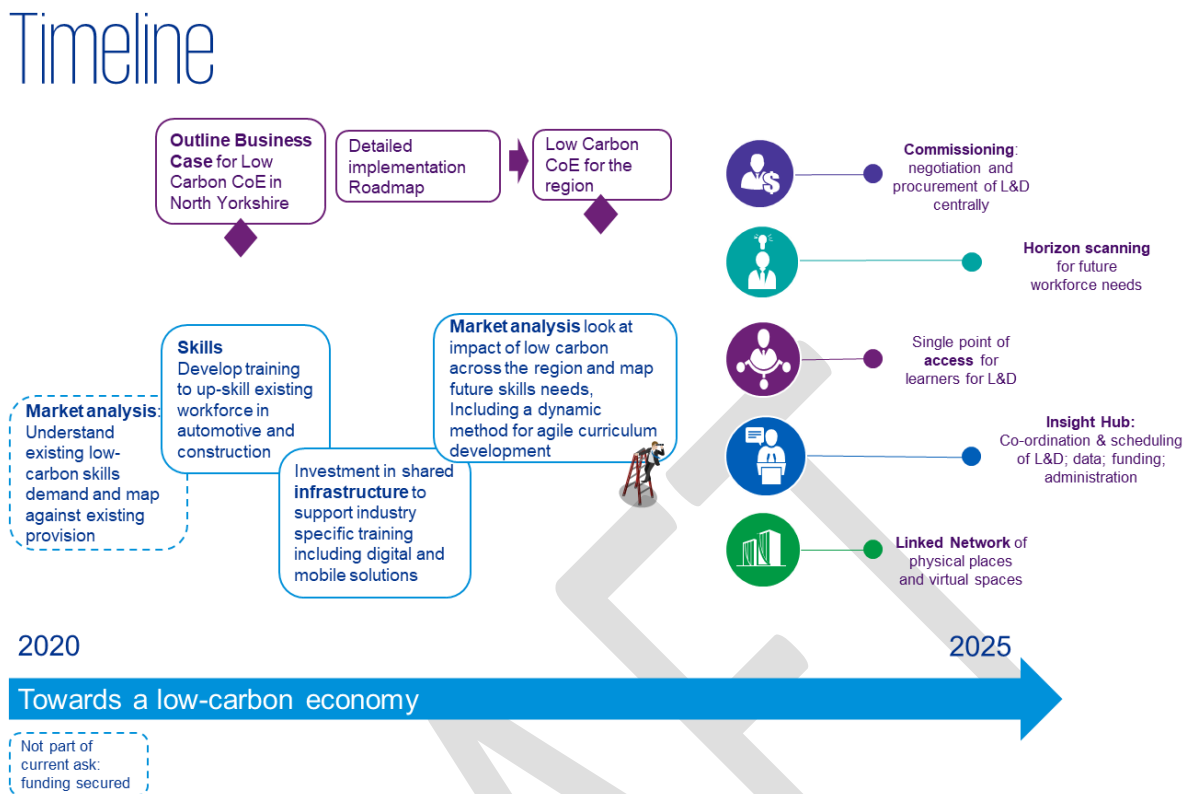 Timeline
Outline Business
Case for Low
Carbon CoE in
North Yorkshire
Detailed
implementation
Roadmap
Low Carbon
CoE for the
region
Commissioning:
negotiation and
procurement of L&D
centrally
Horizon scanning
for future
workforce needs
Single point of
access for
learners for L&D
Insight Hub:
Co-ordination & scheduling
of L&D; data; funding;
administration
Linked Network of
physical places
and virtual spaces
Market analysis:
Understand
existing low-
carbon skills
demand and map
against existing
provision
Skills
Develop training
to up-skill existing
workforce in
automotive and
construction
Investment in shared
infrastructure to
support industry
specific training
including digital and
mobile solutions
Market analysis look at
impact of low carbon
across the region and map
future skills needs,
Including a dynamic
method for agile curriculum
development
2020
2025
Towards a low-carbon economy
Not part of
current ask:
funding secured